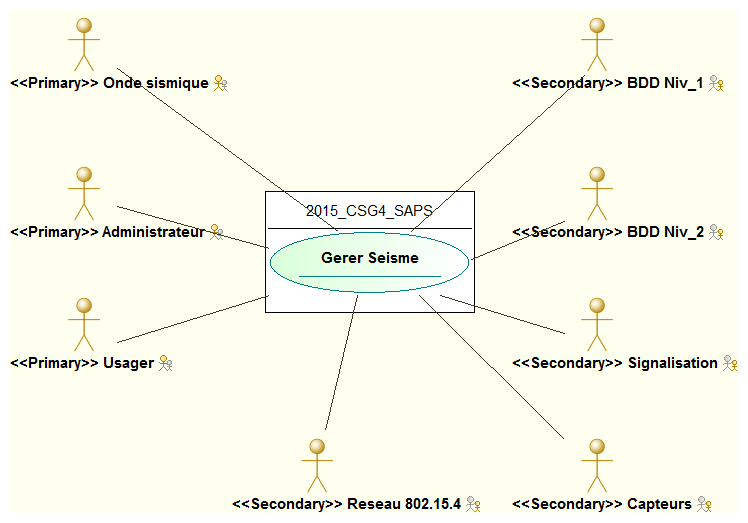 <<Primary>> Onde sismique
<<Secondary>> BDD Niv_1
<<Primary>> Administrateur
2015_CSG4_SAPS
<<Secondary>> BDD Niv_2
Gerer Seisme
<<Primary>> Usager
<<Secondary>> Signalisation
<<Secondary>> Reseau 802.15.4
<<Secondary>> Capteurs